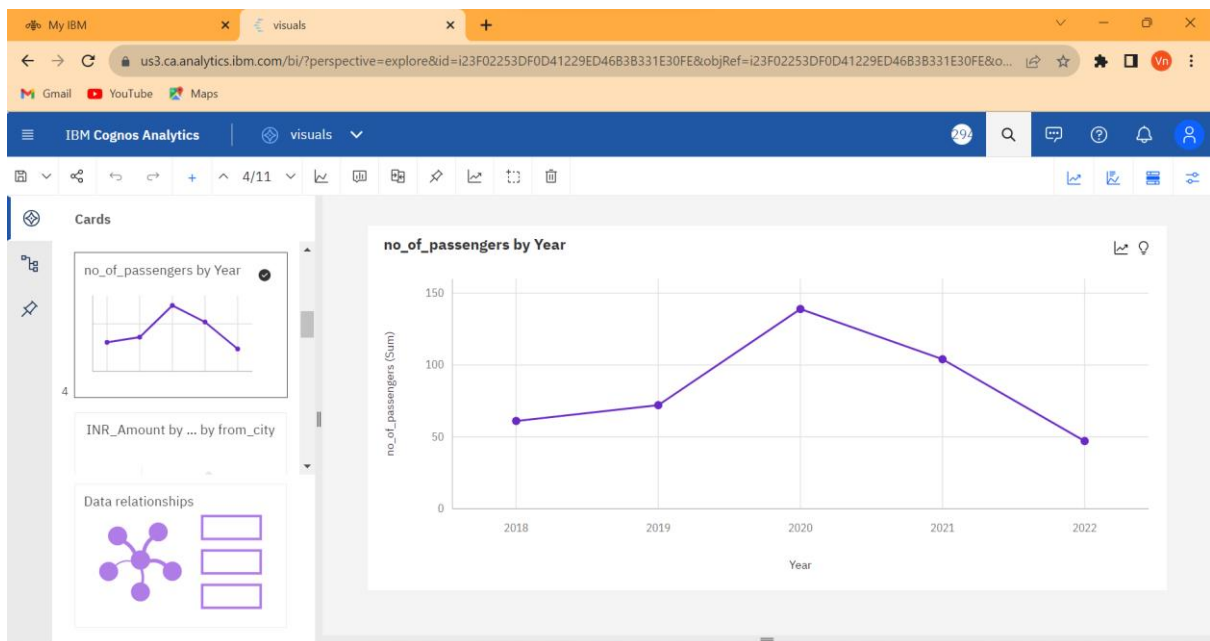 My IBM
visuals
us3.ca.analytics.ibm.com/bi/?perspective=explore&id=i23F02253DF0D41229ED46B3B331E30FE&objRef=i23F02253DF0D41229ED46B3B331E30FE&o...
Vn
Gmail YouTube Maps
IBM Cognos Analytics visuals
294
4/11
Cards
no_of_passengers by Year
4
INR_Amount by ... by from_city
Data relationships
no_of_passengers by Year
no_of_passengers (Sum)
150
100
50
0
2018 2019 2020 2021 2022
Year